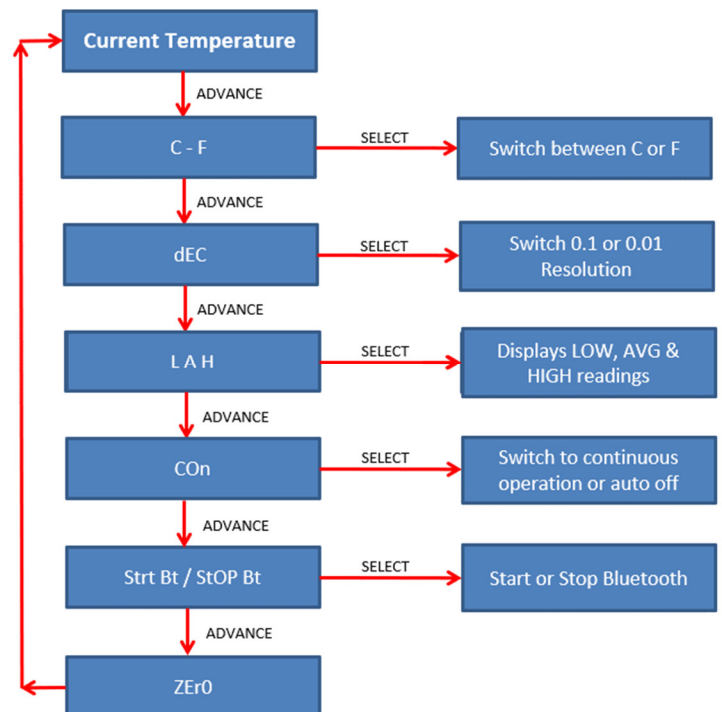 Current Temperature
ADVANCE
C - F
SELECT
Switch between C or F
ADVANCE
dEC
SELECT
Switch 0.1 or 0.01
Resolution
ADVANCE
L A H
SELECT
Displays LOW, AVG &
HIGH readings
ADVANCE
COn
SELECT
Switch to continuous
operation or auto off
ADVANCE
Strt Bt / StOP Bt
SELECT
Start or Stop Bluetooth
ADVANCE
ZEr0